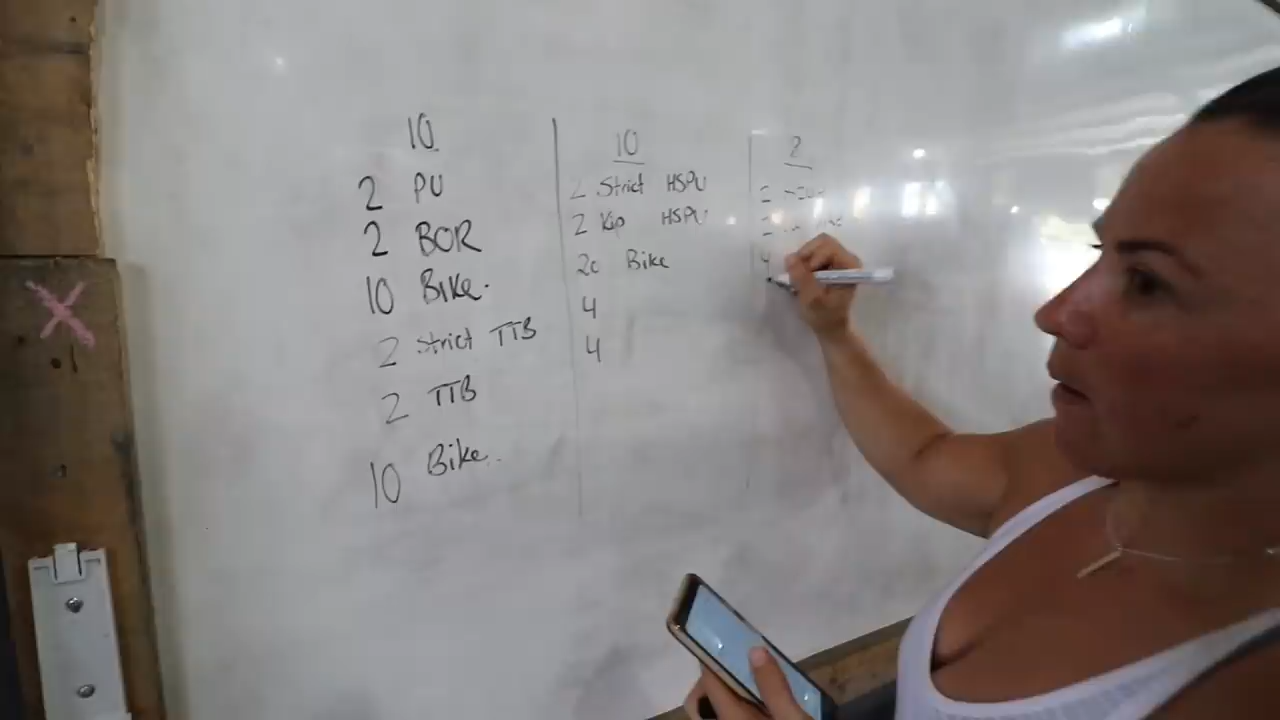 10
2 PU
2 BOR
10 Bike.
2 Strict TTB
2 TTB
10 Bike.
10
2 Strict HSPU
2 Kip HSPU
20 Bike
4
4
2
4